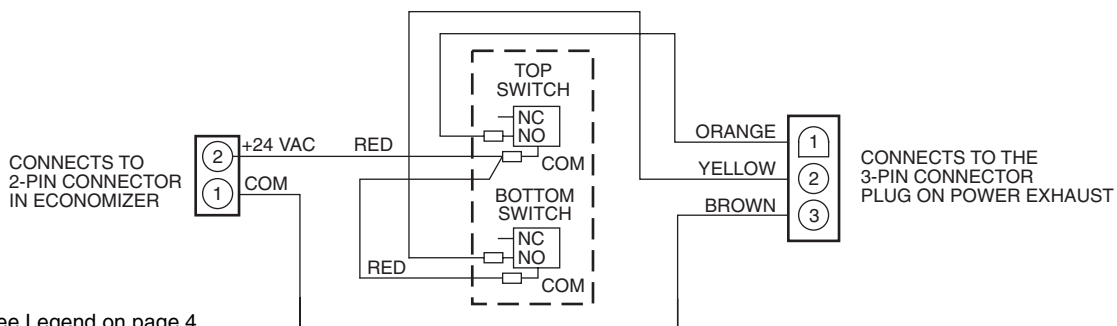 CONNECTS TO
2-PIN CONNECTOR
IN ECONOMIZER
2
1
+24 VAC
COM
RED
RED
TOP
SWITCH
NC
NO
COM
BOTTOM
SWITCH
NC
NO
COM
ORANGE
YELLOW
BROWN
1
2
3
CONNECTS TO THE
3-PIN CONNECTOR
PLUG ON POWER EXHAUST
ee Legend on page 4